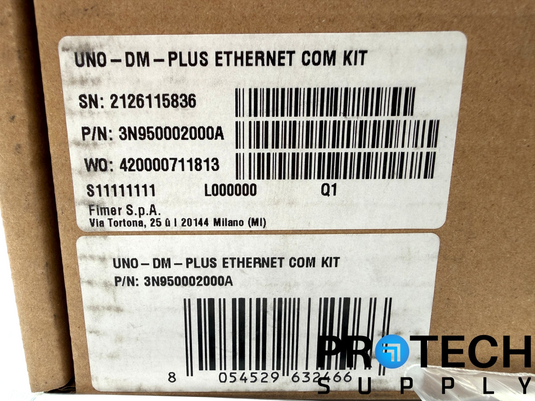 UNO-DM-PLUS ETHERNET COM KIT
SN: 2126115836
P/N: 3N950002000A
WO: 420000711813
S11111111 L000000 Q1
Fimer S.p.A.
Via Tortona, 25 û I 20144 Milano (MI)
UNO-DM-PLUS ETHERNET COM KIT
P/N: 3N950002000A
8 054529 632466
PROTECH
SUPPLY